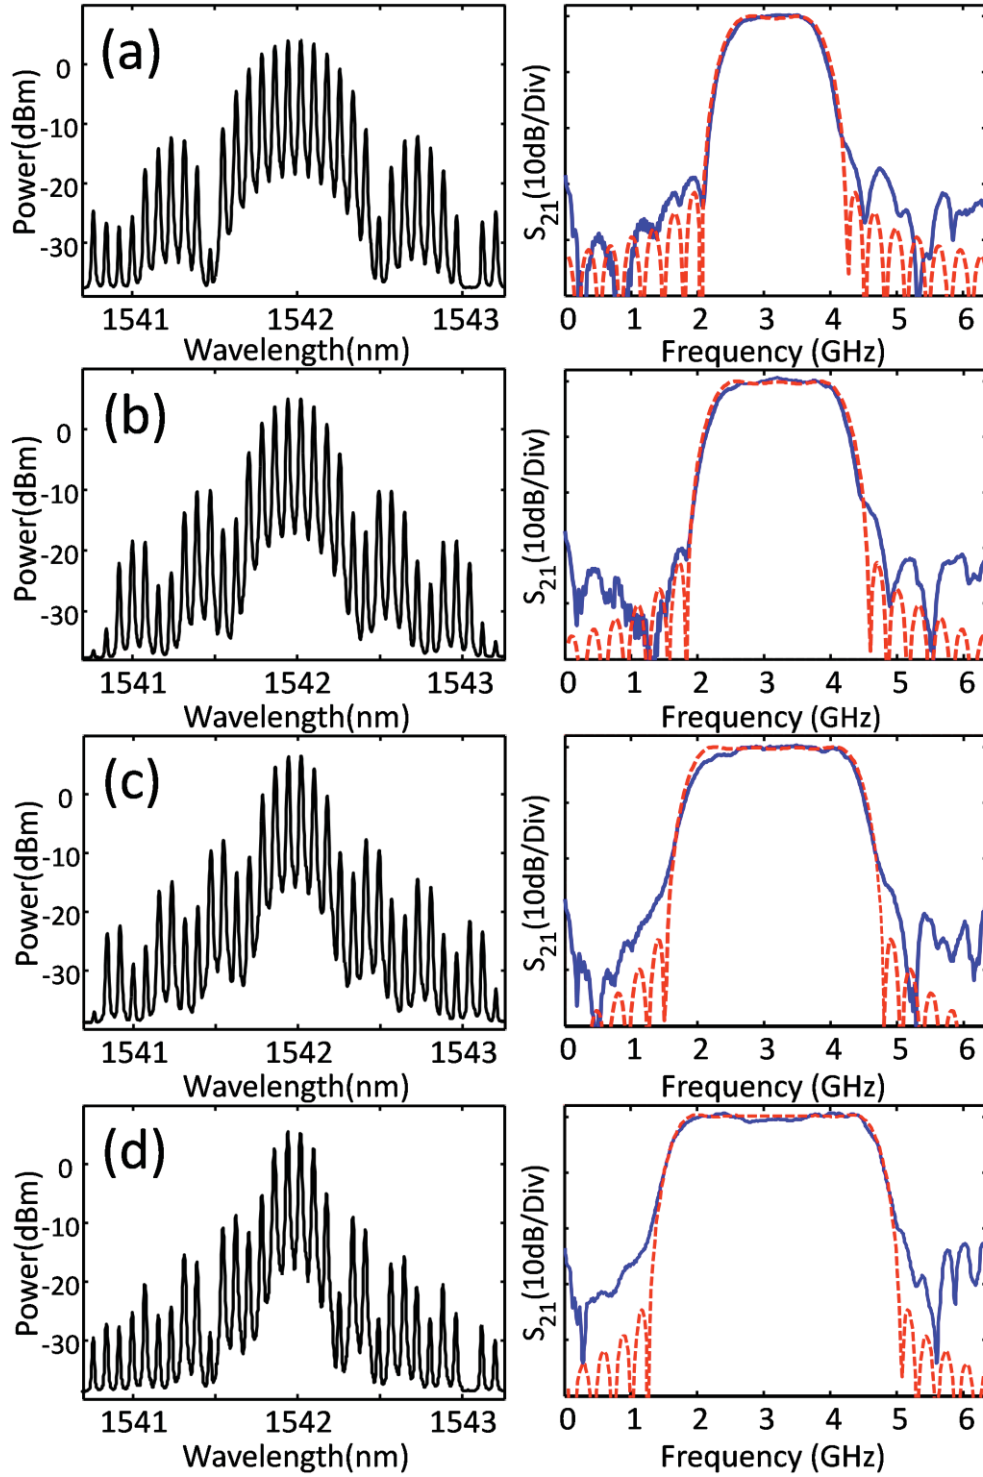 (a)
Power(dBm)
0
-10
-20
-30
1541 1542 1543
Wavelength(nm)
S21(10dB/Div)
0 1 2 3 4 5 6
Frequency (GHz)
(b)
Power(dBm)
0
-10
-20
-30
1541 1542 1543
Wavelength(nm)
S21(10dB/Div)
0 1 2 3 4 5 6
Frequency (GHz)
(c)
Power(dBm)
0
-10
-20
-30
1541 1542 1543
Wavelength(nm)
S21(10dB/Div)
0 1 2 3 4 5 6
Frequency (GHz)
(d)
Power(dBm)
0
-10
-20
-30
1541 1542 1543
Wavelength(nm)
S21(10dB/Div)
0 1 2 3 4 5 6
Frequency (GHz)